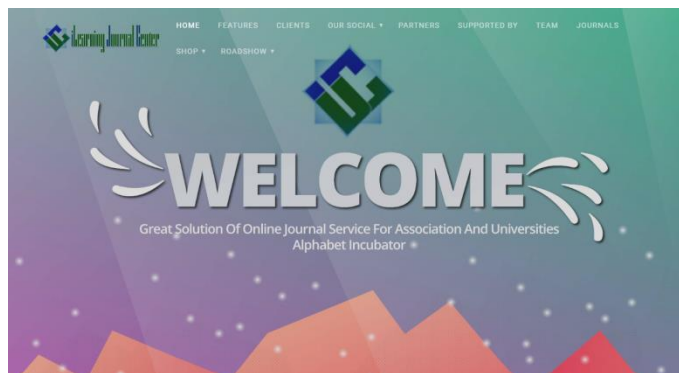 iLearning Journal Center
HOME FEATURES CLIENTS OUR SOCIAL ▾ PARTNERS SUPPORTED BY TEAM JOURNALS
SHOP ▾ ROADSHOW ▾
WELCOME
Great Solution Of Online Journal Service For Association And Universities
Alphabet Incubator